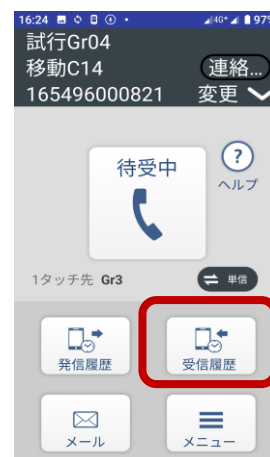 16:24 4G+ 97%
試行Gr04
移動C14 連絡...
165496000821 変更
待受中 ?
ヘルプ
1タッチ先 Gr3 単信
発信履歴 受信履歴
メール メニュー